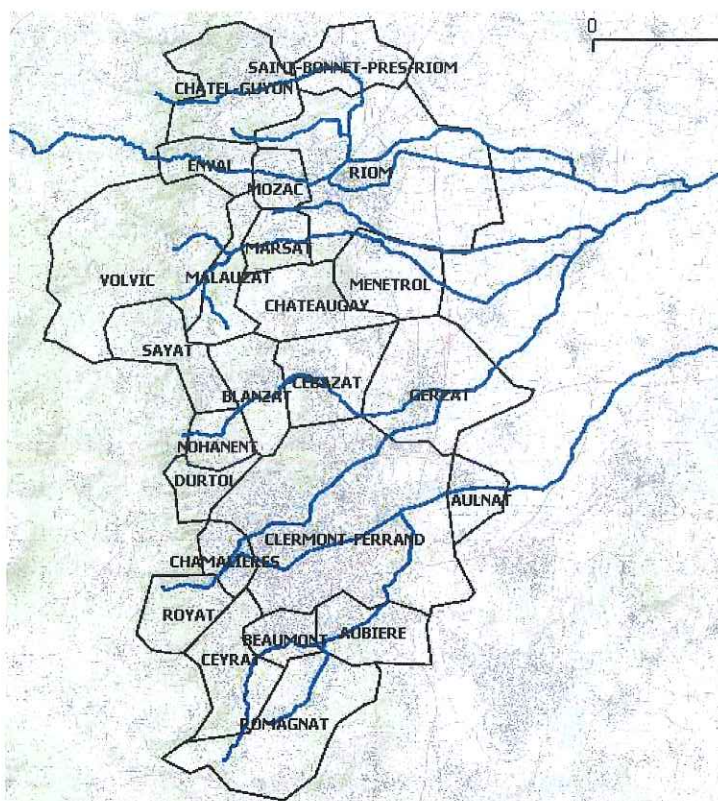 0
SAINT-BONNET-PRES-RIOM
CHATEL-GUYON
ENVAL
RIOM
MOZAC
MARSAT
VOLVIC
MALAUZAT
MENETROL
CHATEAUGAY
SAYAT
CEBAZAT
BLANZAT
GERZAT
NOHANENT
DURTOL
AULNAT
CLERMONT-FERRAND
CHAMALIERES
ROYAT
BEAUMONT
AUBIERE
CEYRAT
ROMAGNAT